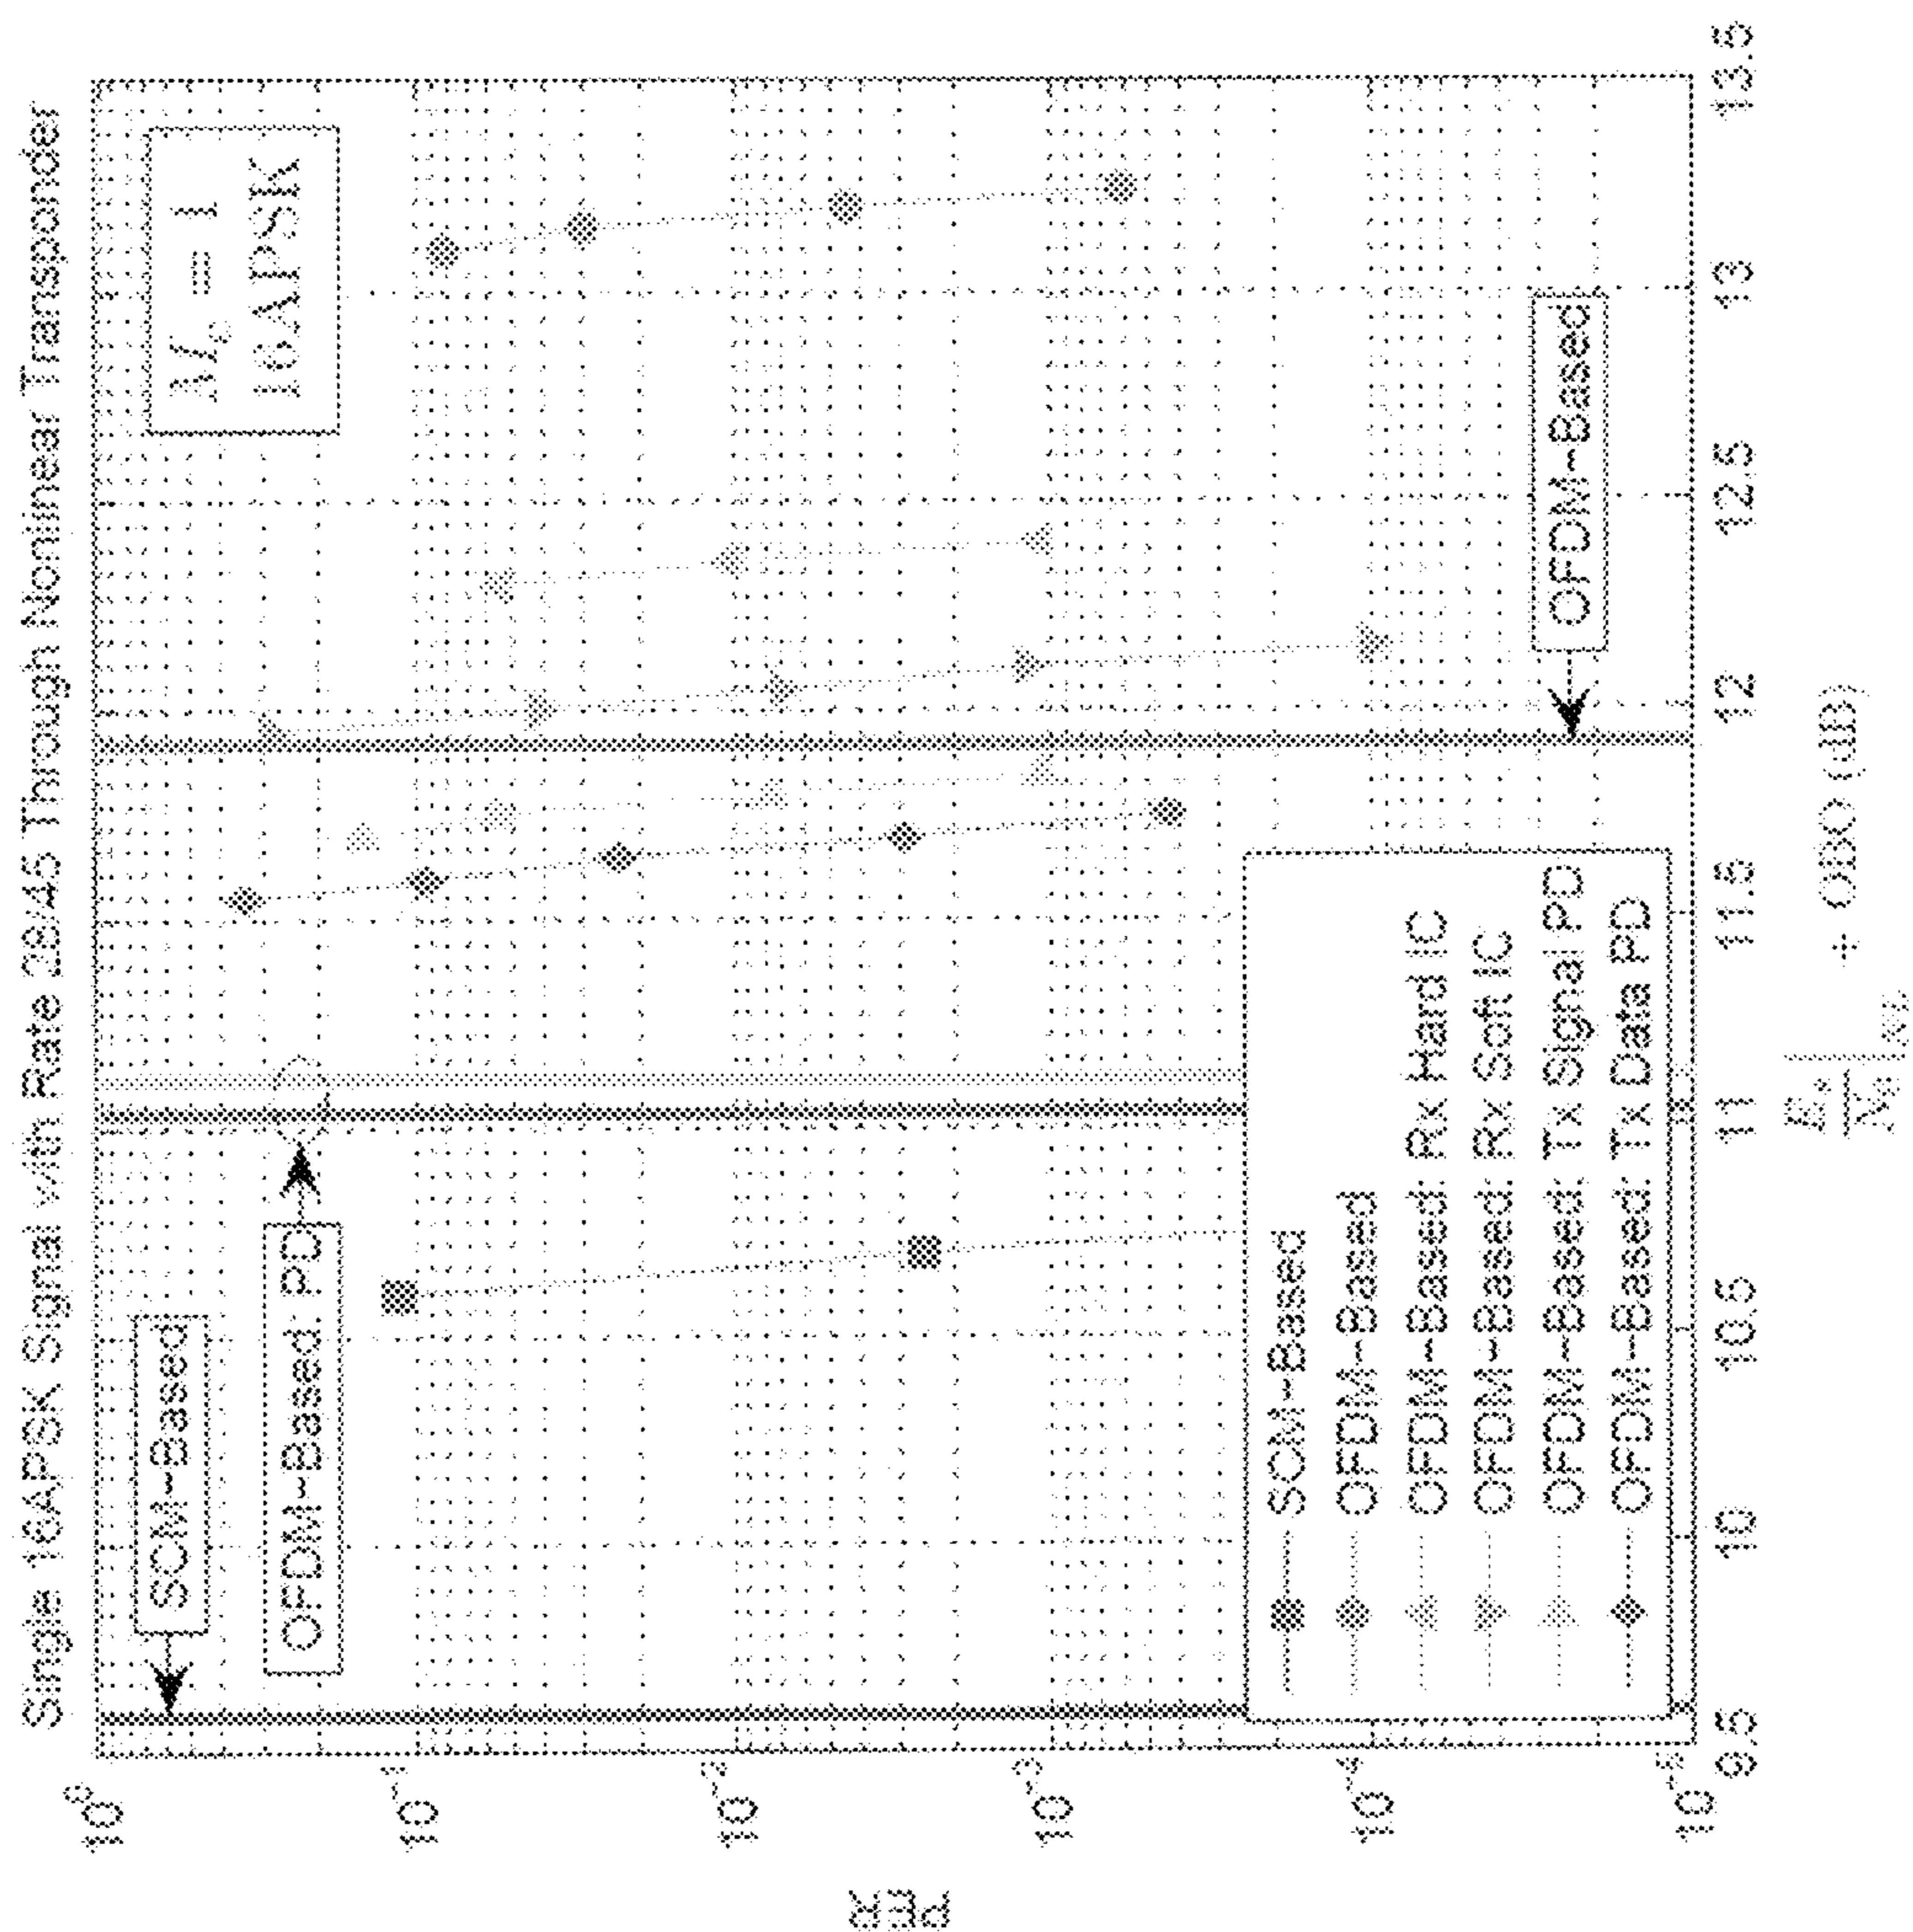 Single 16APSK Signal with Rate 28/45 Through Nonlinear Transponder
SCM-Based
OFDM-Based PD
16APSK
OFDM-Based
SCM-Based
OFDM-Based
OFDM-Based Rx Hard IC
OFDM-Based Rx Soft IC
OFDM-Based Tx Signal PD
OFDM-Based Tx Data PD
PER
10^0
10^-1
10^-2
10^-3
10^-4
10^-5
9.5 10 10.5 11 11.5 12 12.5 13 13.5
+ OBO (dB)